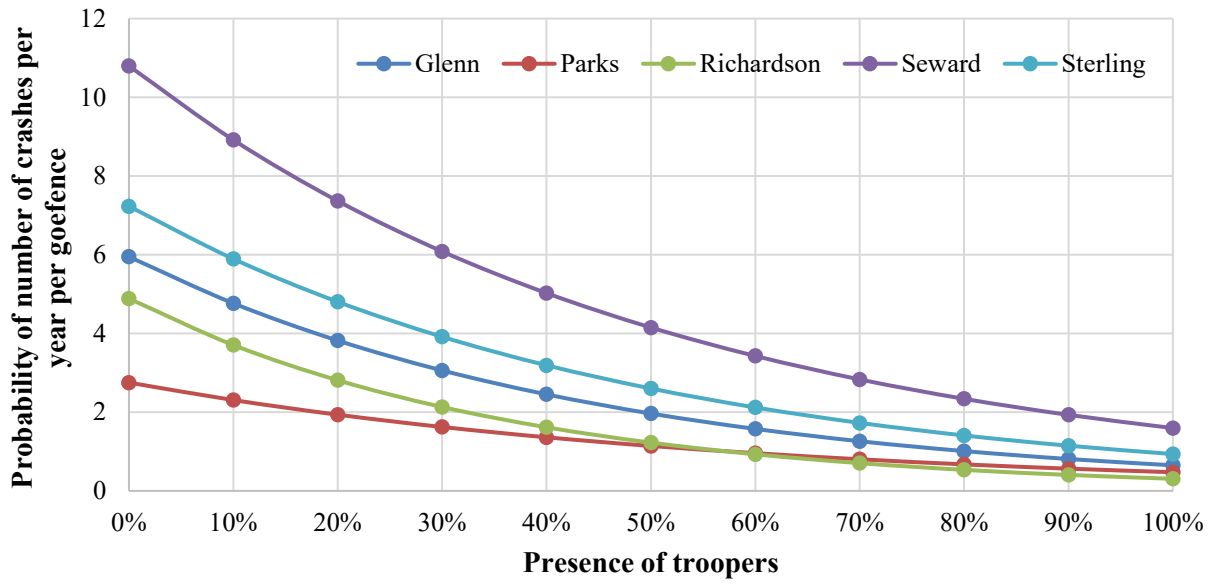 Probability of number of crashes per
year per goefence
12
10
8
6
4
2
0
Glenn Parks Richardson Seward Sterling
0% 10% 20% 30% 40% 50% 60% 70% 80% 90% 100%
Presence of troopers